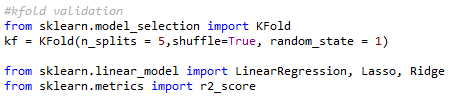 #kfold validation
from sklearn.model_selection import KFold
kf = KFold(n_splits = 5,shuffle=True, random_state = 1)
from sklearn.linear_model import LinearRegression, Lasso, Ridge
from sklearn.metrics import r2_score